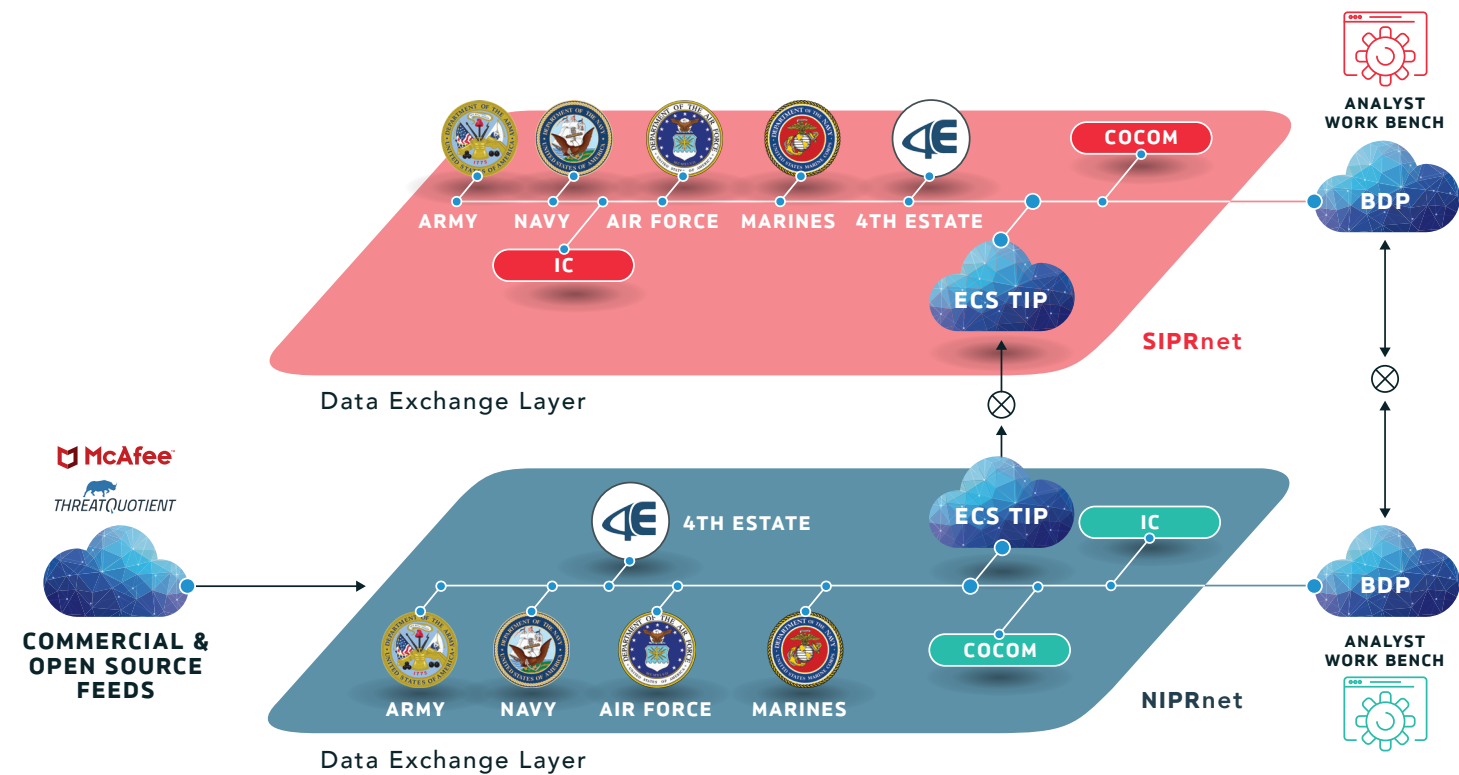 ANALYST
WORK BENCH
COCOM
BDP
ARMY
NAVY
AIR FORCE
MARINES
4TH ESTATE
4E
IC
ECS TIP
SIPRnet
Data Exchange Layer
McAfee
THREATQUOTIENT
COMMERCIAL &
OPEN SOURCE
FEEDS
4E
4TH ESTATE
ECS TIP
IC
BDP
COCOM
ANALYST
WORK BENCH
ARMY
NAVY
AIR FORCE
MARINES
NIPRnet
Data Exchange Layer